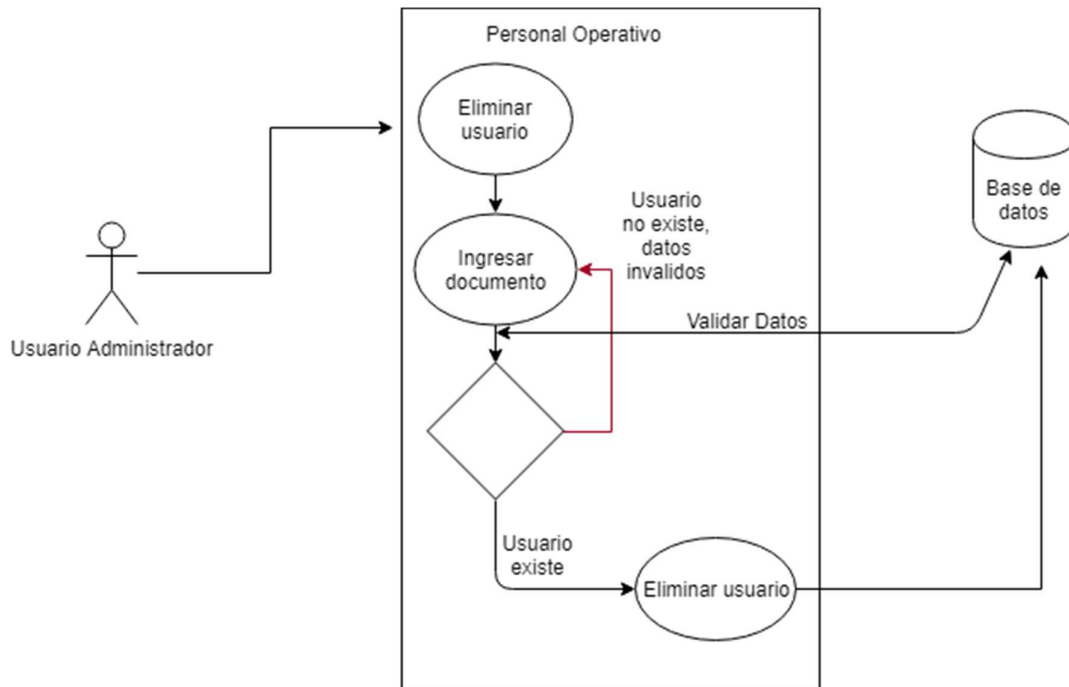 Personal Operativo
Eliminar
usuario
Usuario
no existe,
datos
invalidos
Ingresar
documento
Base de
datos
Validar Datos
Usuario Administrador
Usuario
existe
Eliminar usuario